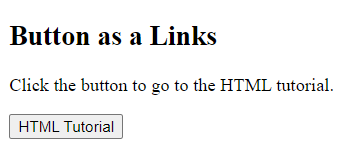 Button as a Links
Click the button to go to the HTML tutorial.
HTML Tutorial